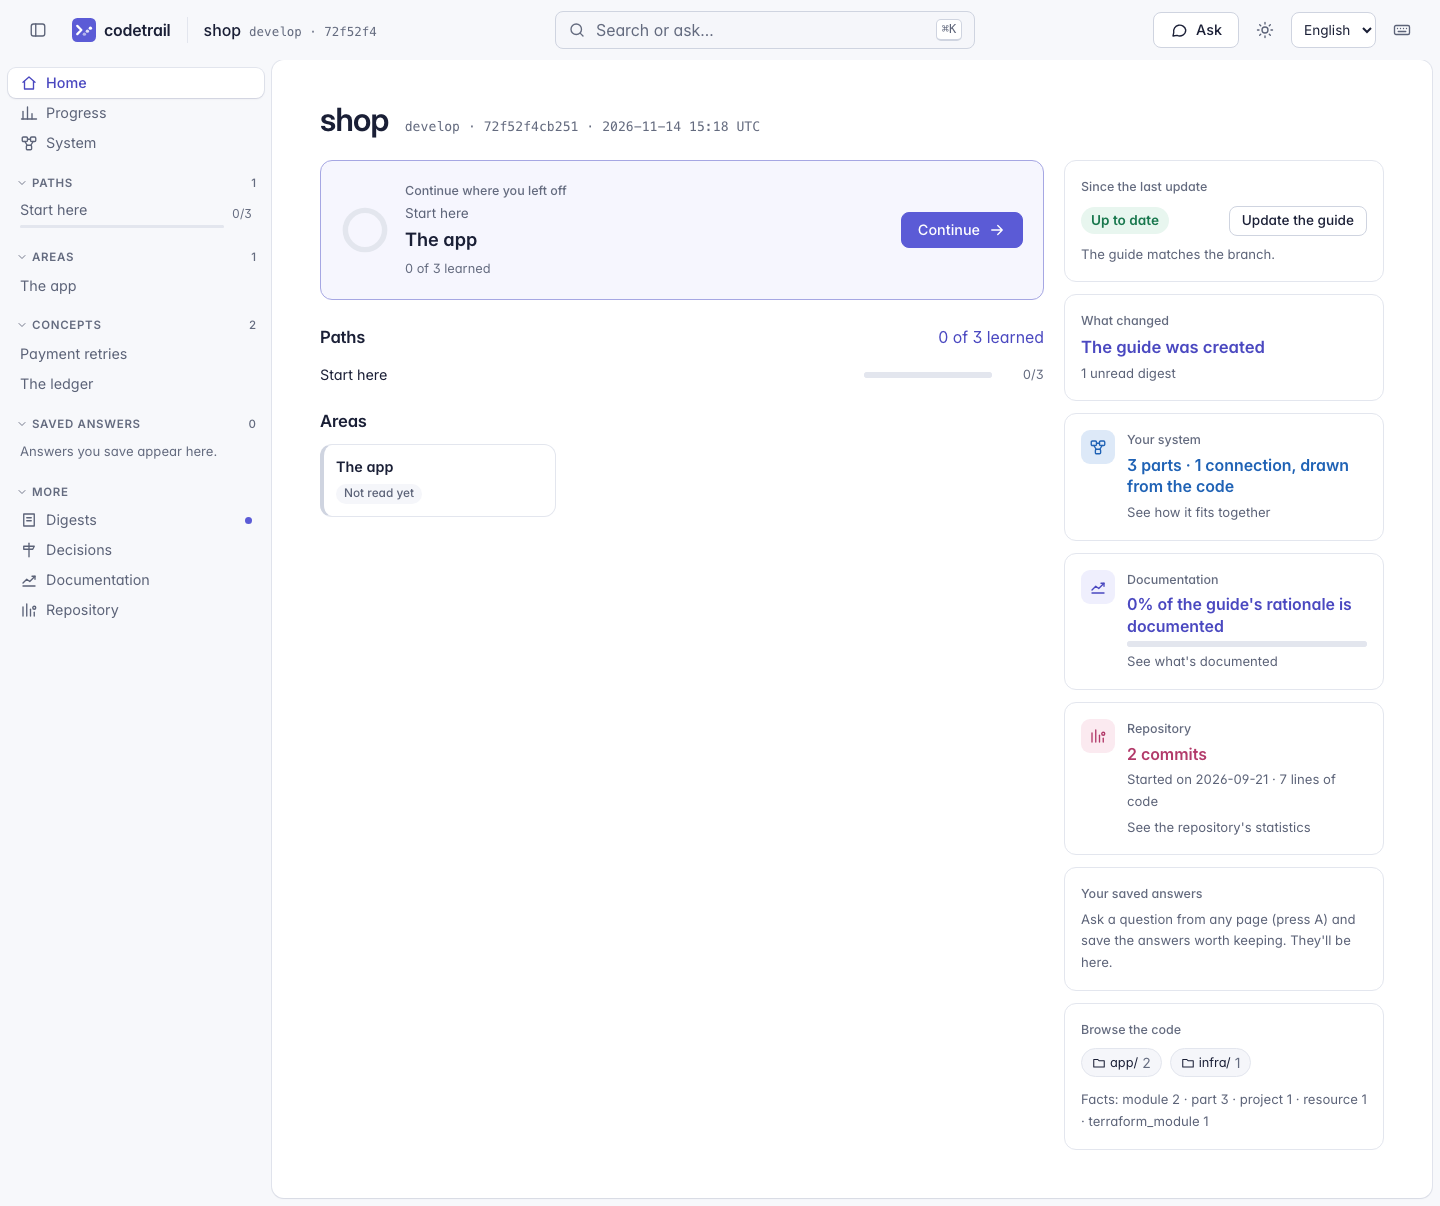 codetrail
shop develop · 72f52f4
Search or ask...
⌘K
Ask
English
Home
Progress
System
PATHS 1
Start here 0/3
AREAS 1
The app
CONCEPTS 2
Payment retries
The ledger
SAVED ANSWERS 0
Answers you save appear here.
MORE
Digests
Decisions
Documentation
Repository
shop develop · 72f52f4cb251 · 2026-11-14 15:18 UTC
Continue where you left off
Start here
The app
0 of 3 learned
Continue
Paths 0 of 3 learned
Start here 0/3
Areas
The app
Not read yet
Since the last update
Up to date Update the guide
The guide matches the branch.
What changed
The guide was created
1 unread digest
Your system
3 parts · 1 connection, drawn
from the code
See how it fits together
Documentation
0% of the guide's rationale is
documented
See what's documented
Repository
2 commits
Started on 2026-09-21 · 7 lines of
code
See the repository's statistics
Your saved answers
Ask a question from any page (press A) and
save the answers worth keeping. They'll be
here.
Browse the code
app/ 2 infra/ 1
Facts: module 2 · part 3 · project 1 · resource 1
· terraform_module 1